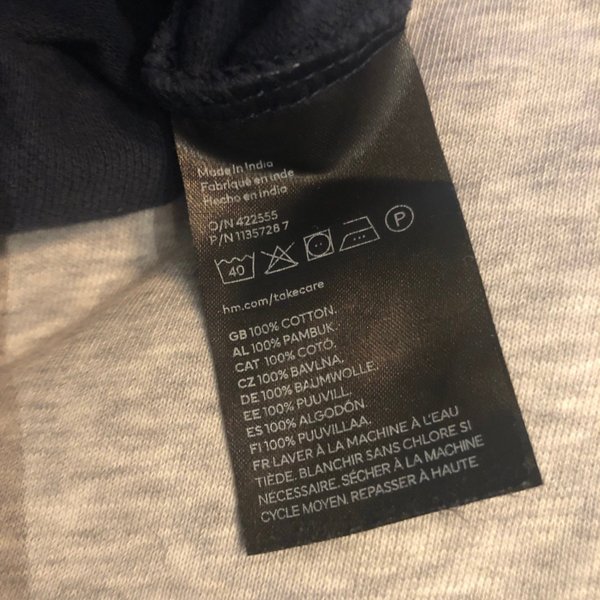 Made in India
Fabriqué en Inde
Hecho en India
O/N 422555
P/N 1135728 7
40
P
hm.com/takecare
GB 100% COTTON.
AL 100% PAMBUK.
CAT 100% COTÓ.
CZ 100% BAVLNA.
DE 100% BAUMWOLLE.
EE 100% PUUVILL.
ES 100% ALGODÓN
FI 100% PUUVILLAA.
FR LAVER À LA MACHINE À L'EAU
TIÈDE. BLANCHIR SANS CHLORE SI
NÉCESSAIRE. SÉCHER À LA MACHINE
CYCLE MOYEN. REPASSER À HAUTE